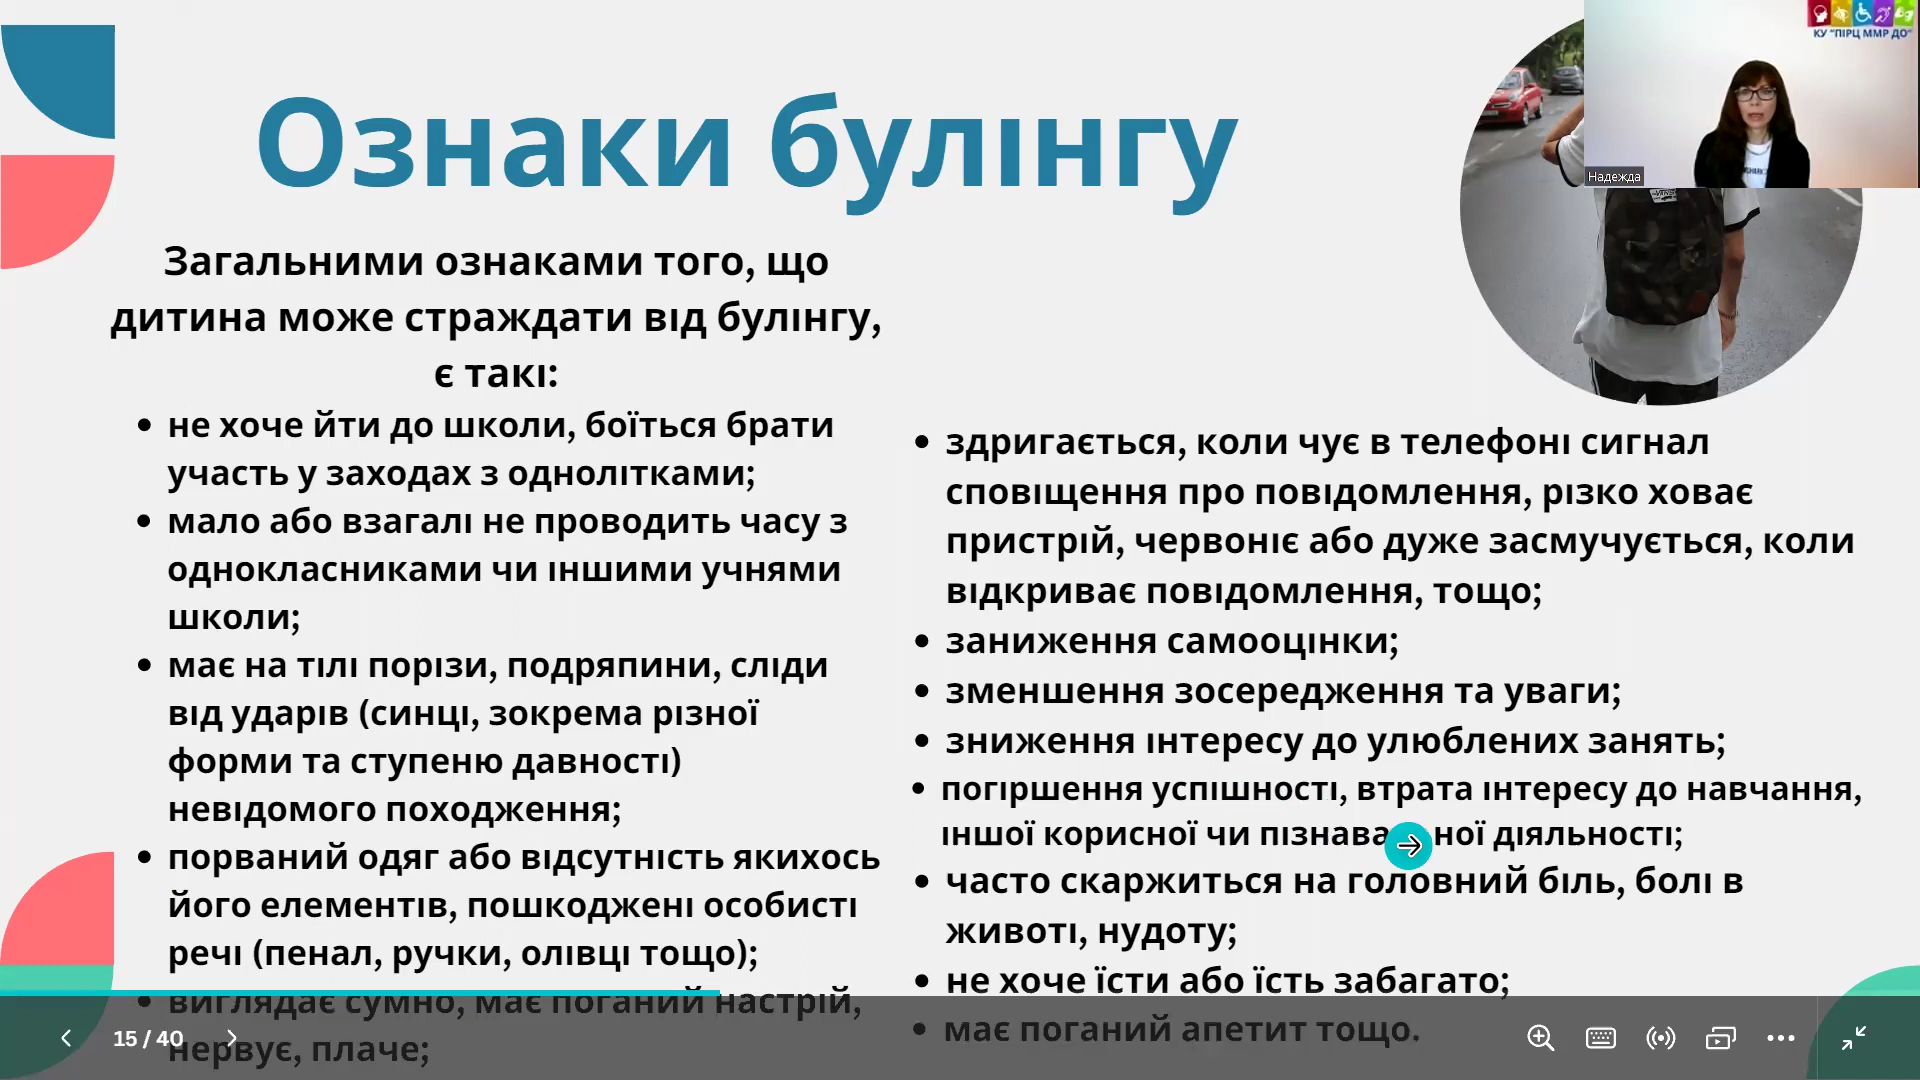 Ознаки булінгу
Загальними ознаками того, що
дитина може страждати від булінгу,
є такі:
• не хоче йти до школи, боїться брати
участь у заходах з однолітками;
• мало або взагалі не проводить часу з
однокласниками чи іншими учнями
школи;
• має на тілі порізи, подряпини, сліди
від ударів (синці, зокрема різної
форми та ступеню давності)
невідомого походження;
• порваний одяг або відсутність якихось
його елементів, пошкоджені особисті
речі (пенал, ручки, олівці тощо);
• виглядає сумно, має поганий настрій,
нервує, плаче;
• здригається, коли чує в телефоні сигнал
сповіщення про повідомлення, різко ховає
пристрій, червоніє або дуже засмучується, коли
відкриває повідомлення, тощо;
• заниження самооцінки;
• зменшення зосередження та уваги;
• зниження інтересу до улюблених занять;
• погіршення успішності, втрата інтересу до навчання,
іншої корисної чи діяльності;
• часто скаржиться на головний біль, болі в
животі, нудоту;
• не хоче їсти або їсть забагато;
• має поганий апетит тощо.
КУ "ПІРЦ ММР ДО"
Надежда
15 / 40